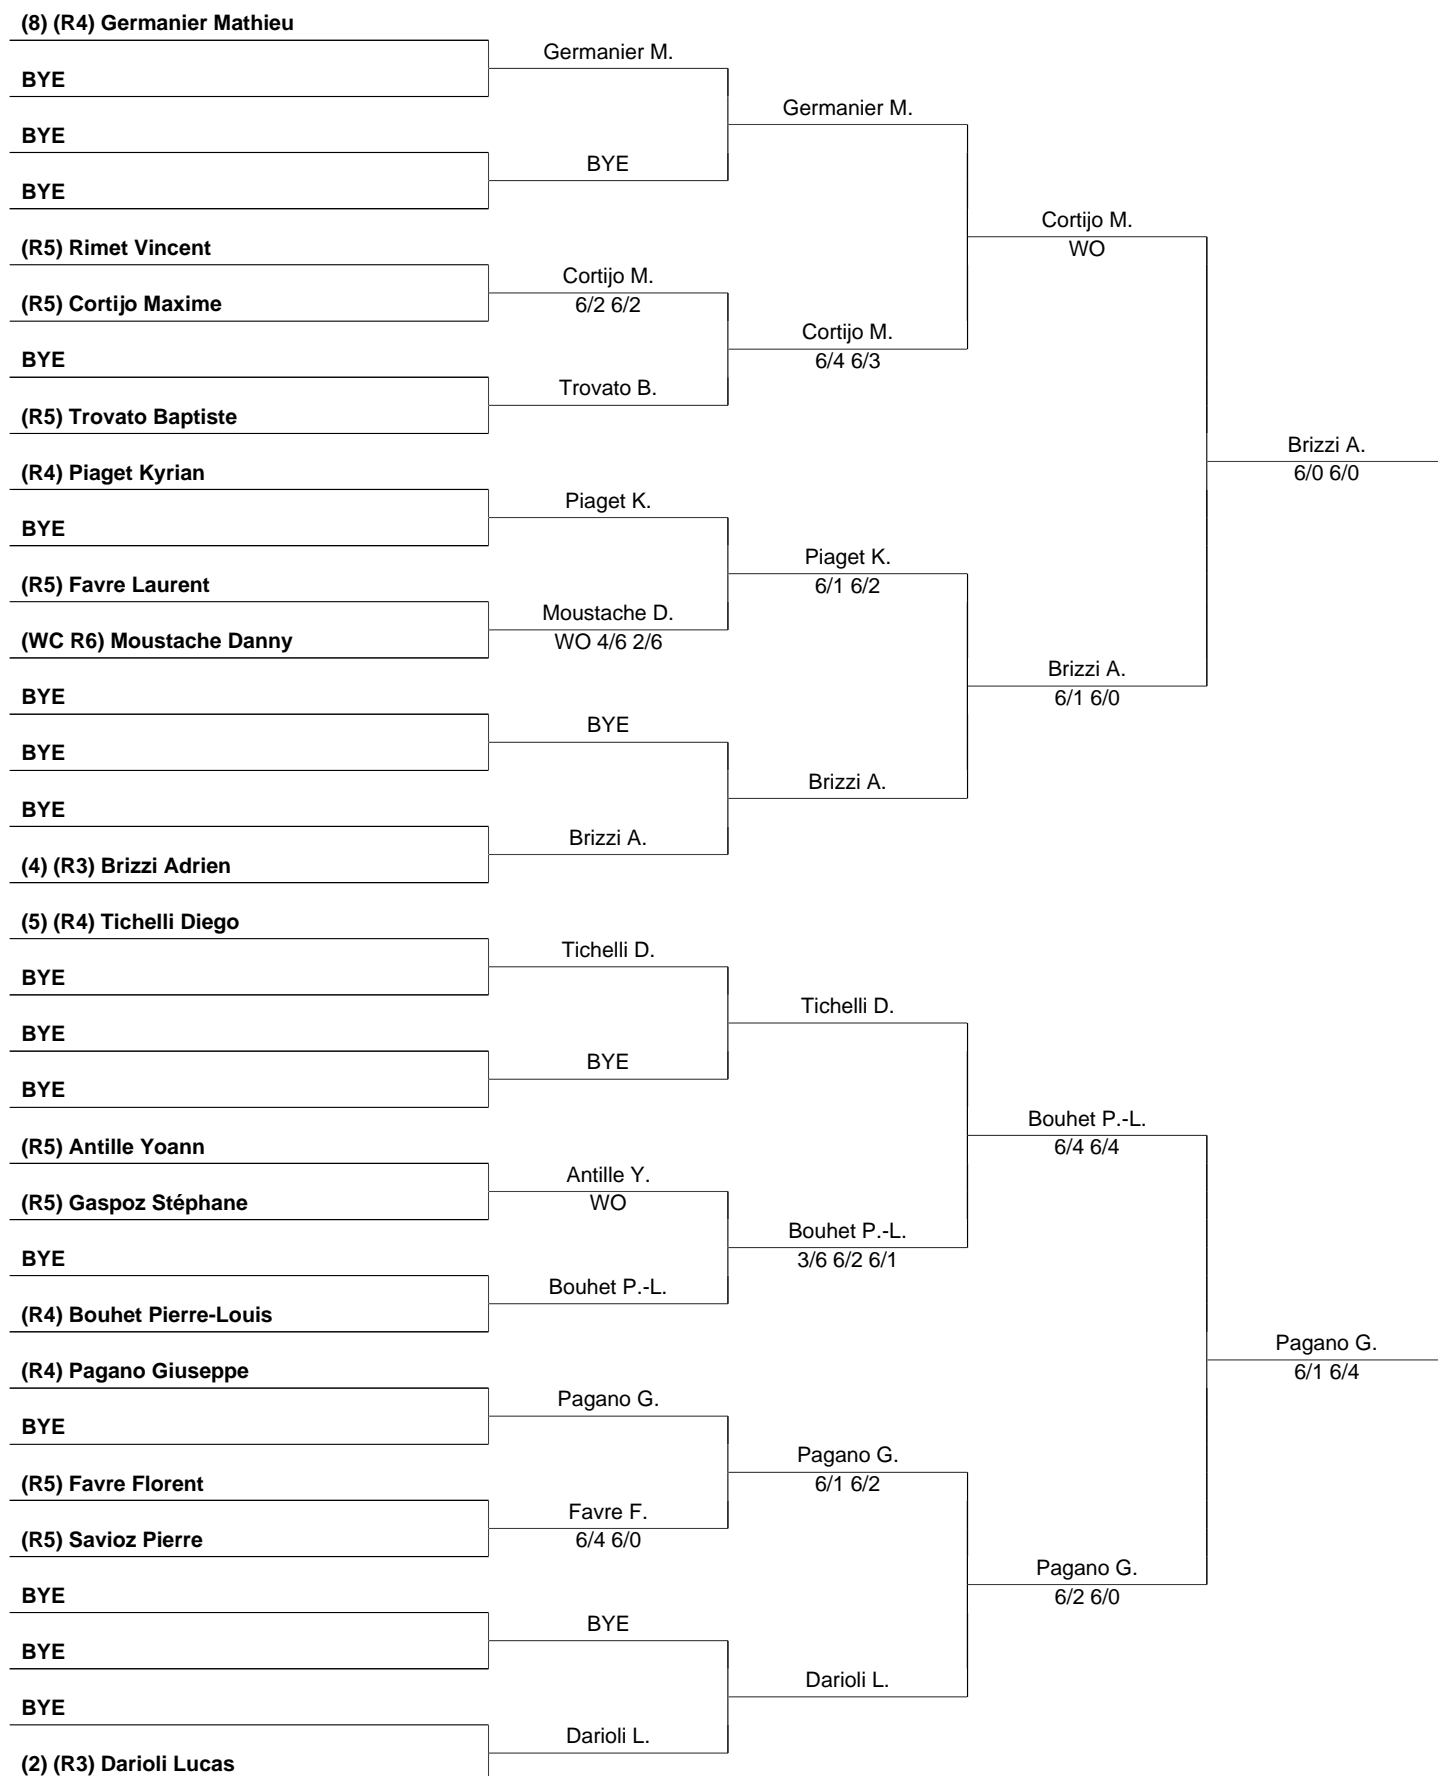 (8) (R4) Germanier Mathieu
Germanier M.
BYE
Germanier M.
BYE
BYE
BYE
Cortijo M.
WO
(R5) Rimet Vincent
Cortijo M.
6/2 6/2
(R5) Cortijo Maxime
Cortijo M.
6/4 6/3
BYE
Trovato B.
(R5) Trovato Baptiste
Brizzi A.
6/0 6/0
(R4) Piaget Kyrian
Piaget K.
BYE
Piaget K.
6/1 6/2
(R5) Favre Laurent
Moustache D.
WO 4/6 2/6
(WC R6) Moustache Danny
Brizzi A.
6/1 6/0
BYE
BYE
BYE
Brizzi A.
BYE
Brizzi A.
(4) (R3) Brizzi Adrien
(5) (R4) Tichelli Diego
Tichelli D.
BYE
Tichelli D.
BYE
BYE
BYE
Bouhet P.-L.
6/4 6/4
(R5) Antille Yoann
Antille Y.
WO
(R5) Gaspoz Stéphane
Bouhet P.-L.
3/6 6/2 6/1
BYE
Bouhet P.-L.
(R4) Bouhet Pierre-Louis
Pagano G.
6/1 6/4
(R4) Pagano Giuseppe
Pagano G.
BYE
Pagano G.
6/1 6/2
(R5) Favre Florent
Favre F.
6/4 6/0
(R5) Savioz Pierre
Pagano G.
6/2 6/0
BYE
BYE
BYE
Darioli L.
BYE
Darioli L.
(2) (R3) Darioli Lucas